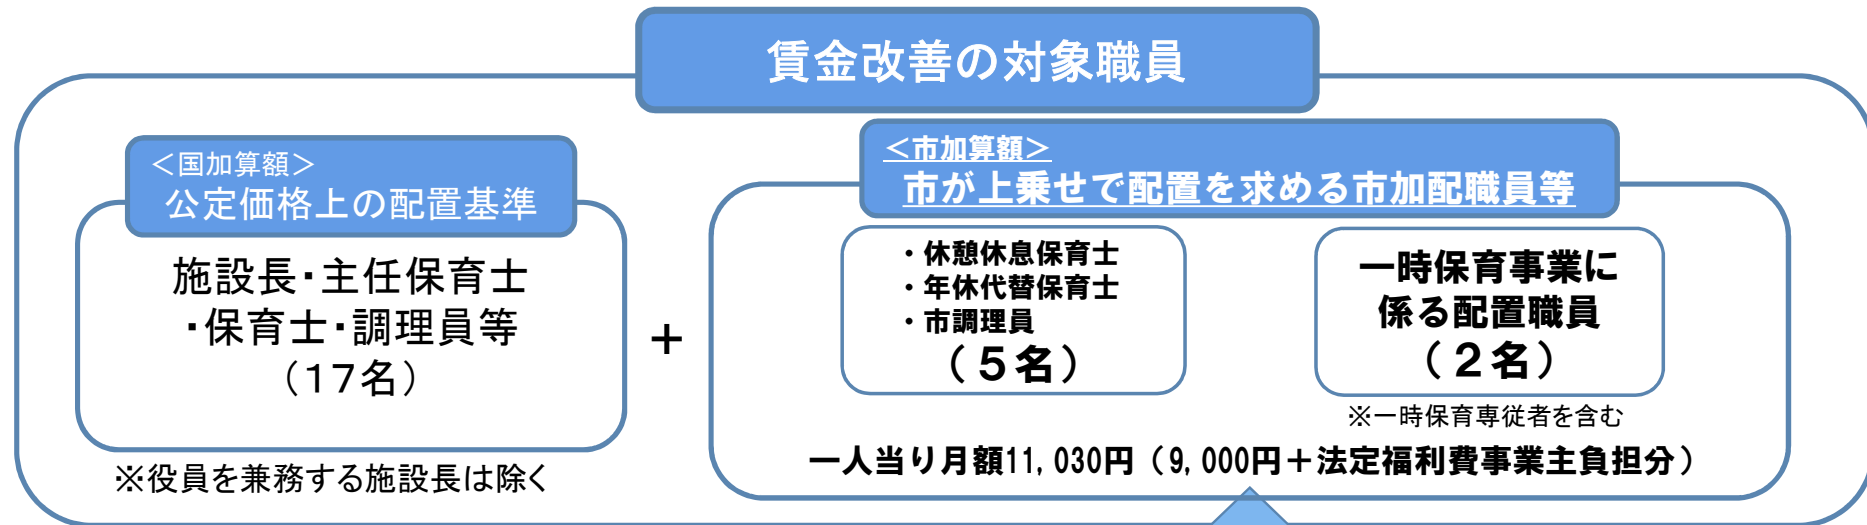 賃金改善の対象職員
＜国加算額＞
公定価格上の配置基準
施設長・主任保育士
・保育士・調理員等
（17名）
※役員を兼務する施設長は除く
＋
＜市加算額＞
市が上乗せで配置を求める市加配職員等
・休憩休息保育士
・年休代替保育士
・市調理員
（５名）
一時保育事業に
係る配置職員
（２名）
※一時保育専従者を含む
一人当り月額11,030円（9,000円＋法定福利費事業主負担分）